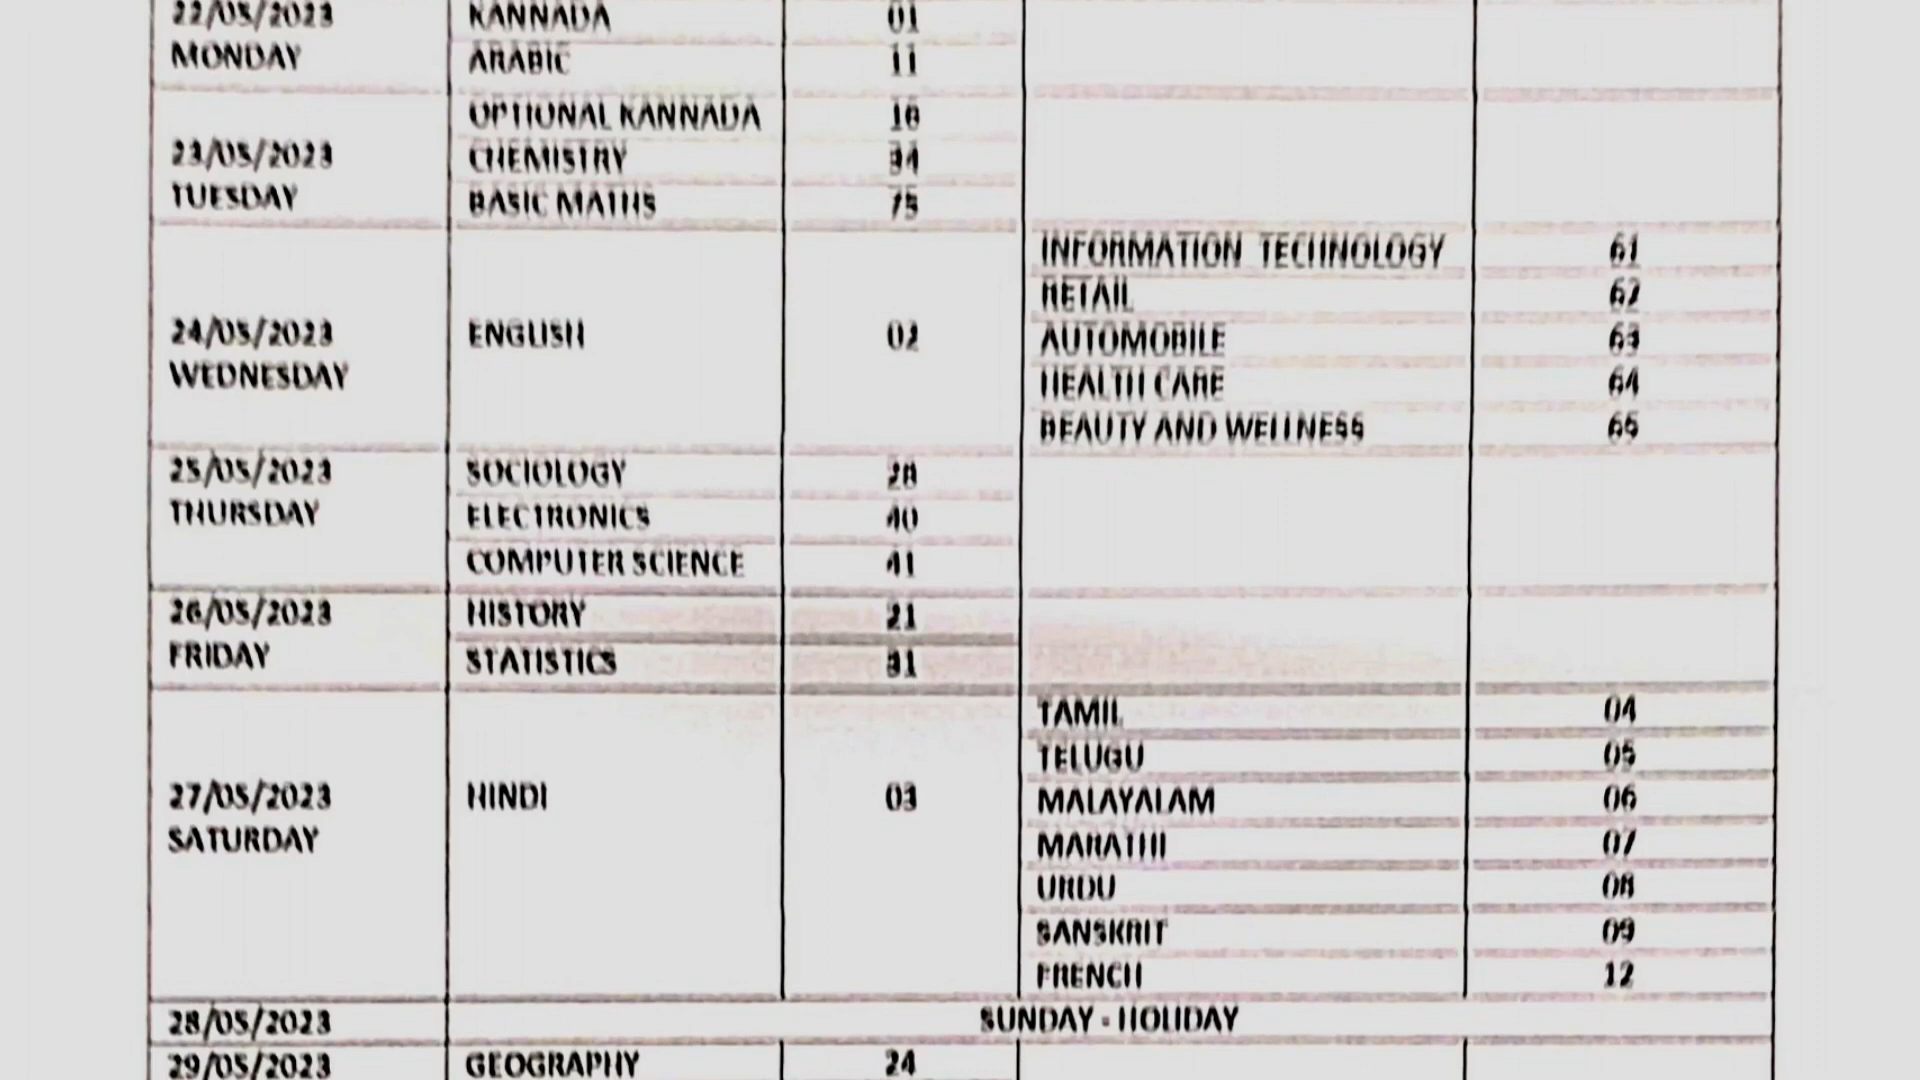 22/05/2023 KANNADA 01
MONDAY ARABIC 11
OPTIONAL KANNADA 16
23/05/2023 CHEMISTRY 34
TUESDAY BASIC MATHS 75
INFORMATION TECHNOLOGY 61
RETAIL 62
24/05/2023 ENGLISH 02 AUTOMOBILE 63
WEDNESDAY HEALTH CARE 64
BEAUTY AND WELLNESS 65
25/05/2023 SOCIOLOGY 28
THURSDAY ELECTRONICS 40
COMPUTER SCIENCE 41
26/05/2023 HISTORY 21
FRIDAY STATISTICS 31
TAMIL 04
TELUGU 05
27/05/2023 HINDI 03 MALAYALAM 06
SATURDAY MARATHI 07
URDU 08
SANSKRIT 09
FRENCH 12
28/05/2023 SUNDAY - HOLIDAY
29/05/2023 GEOGRAPHY 24